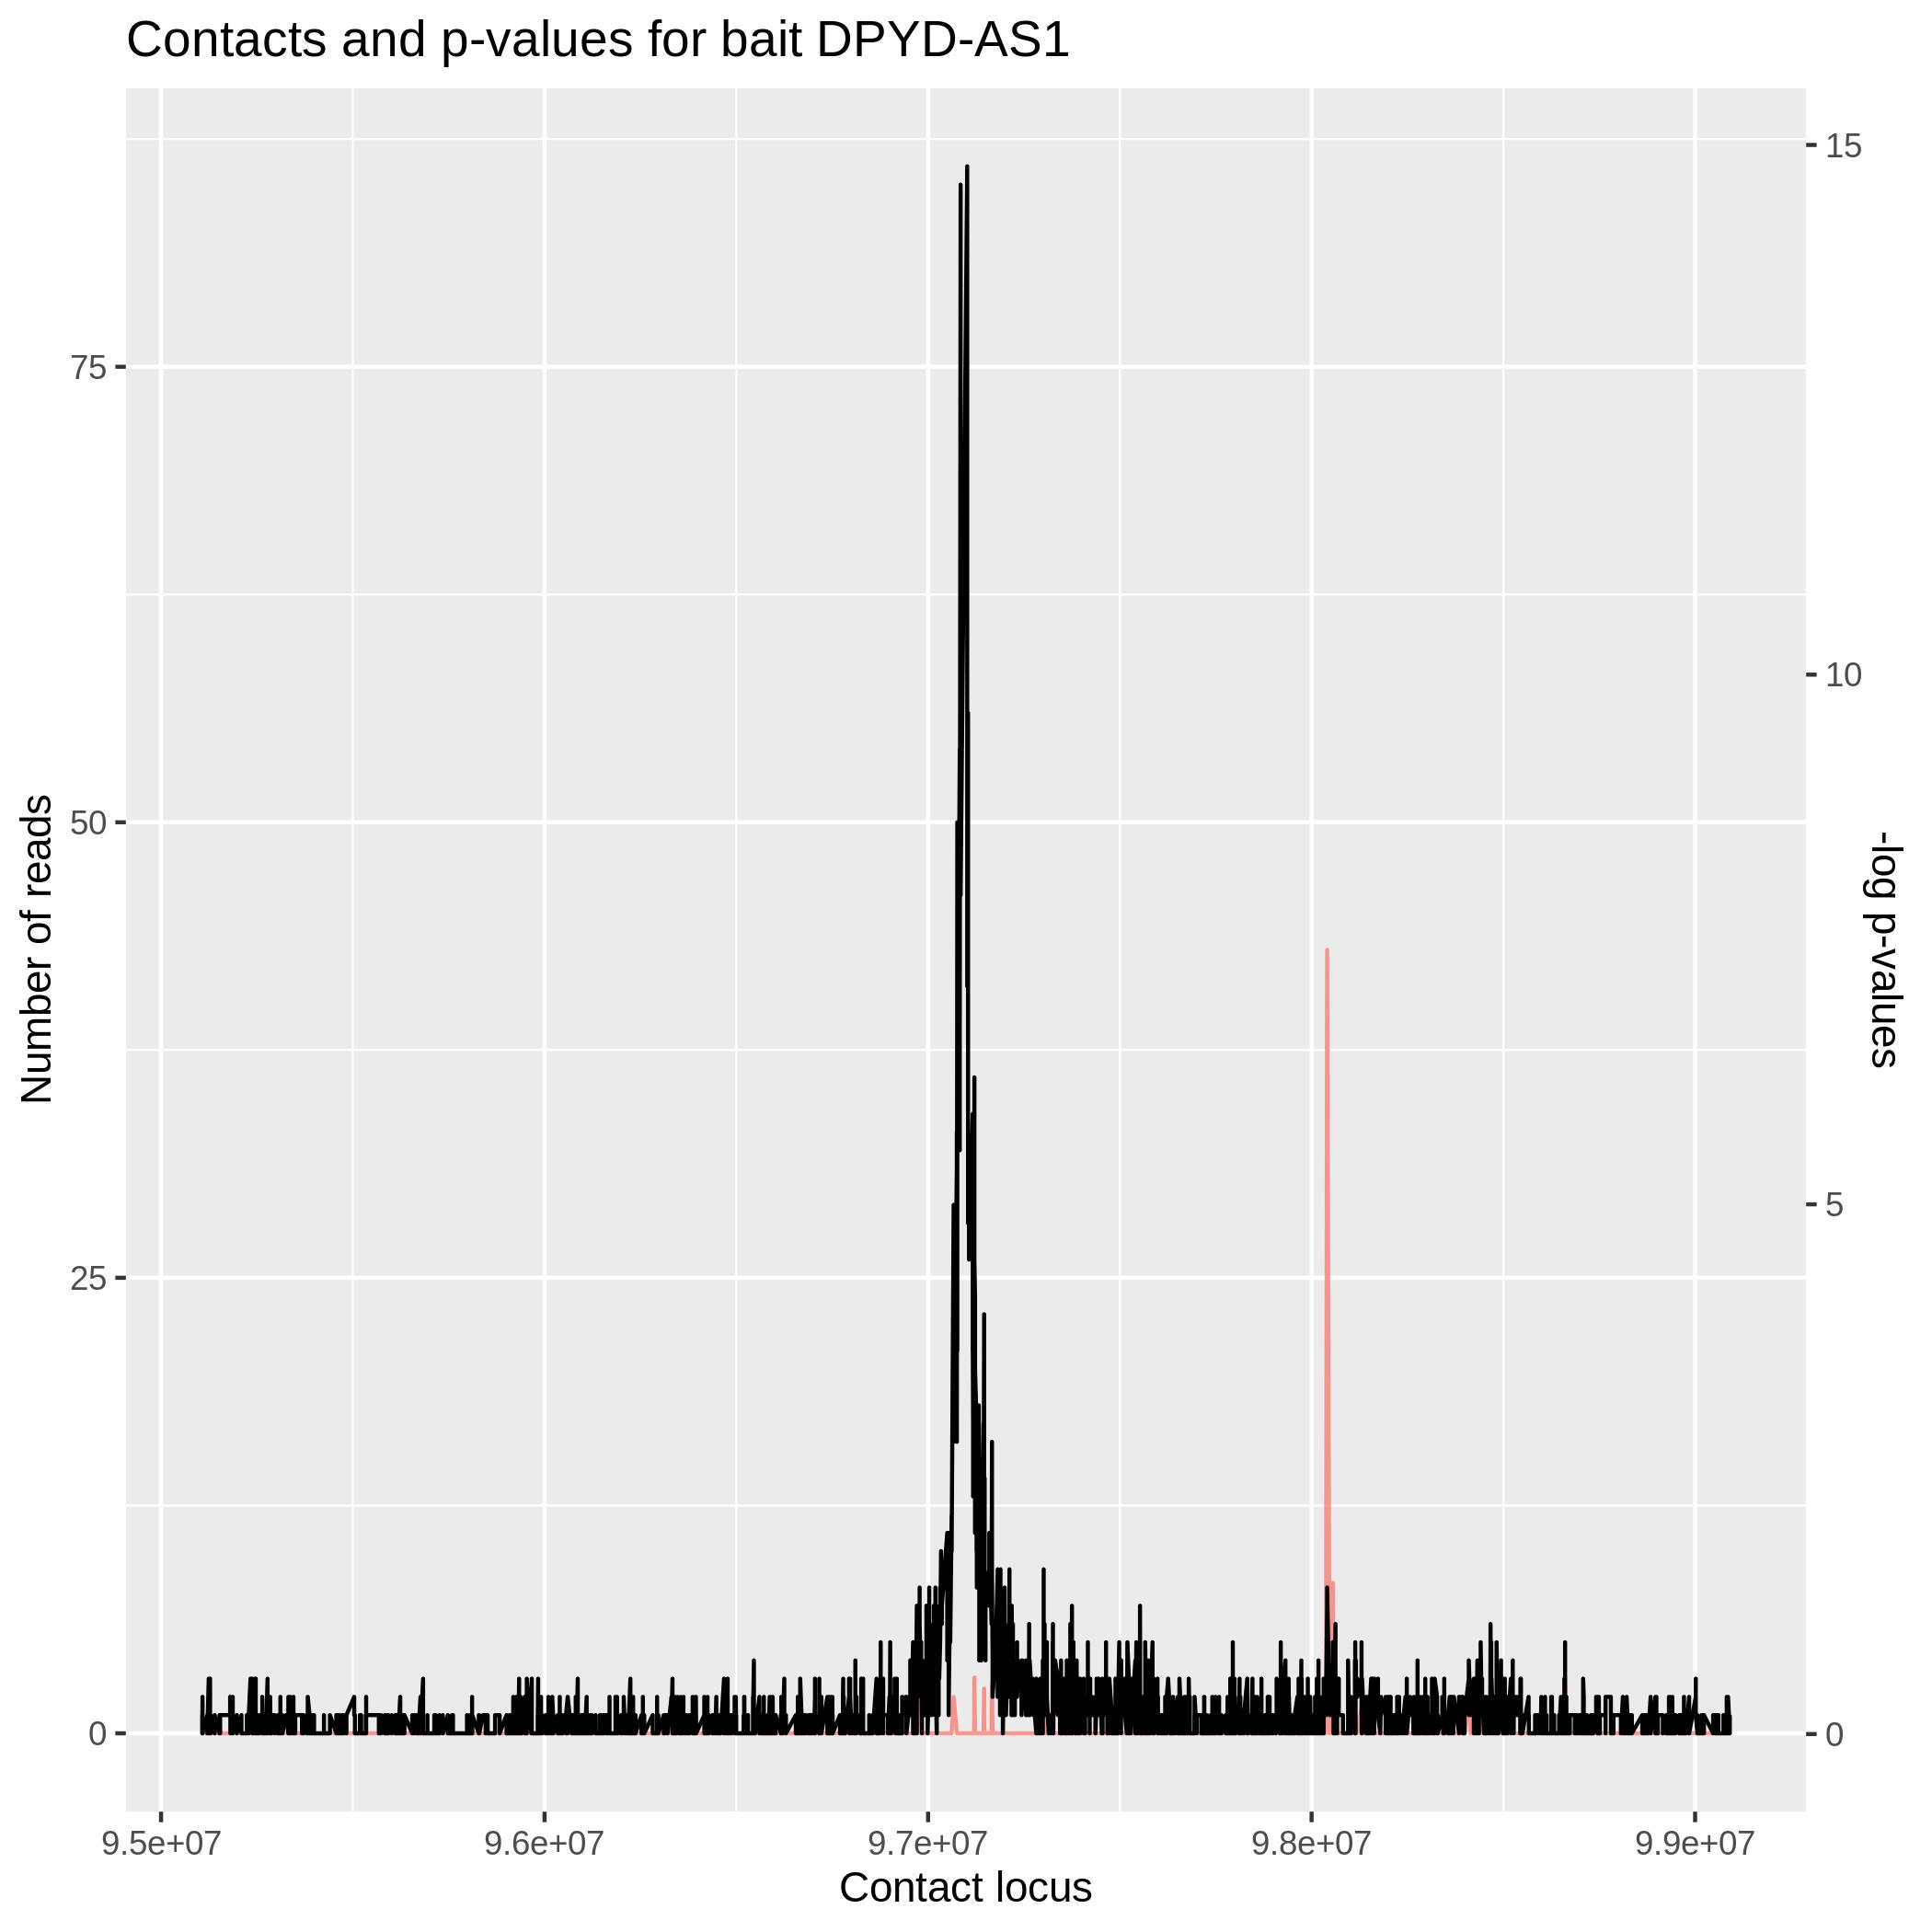 Contacts and p-values for bait DPYD-AS1
15
75
10
Number of reads
50
-log p-values
5
25
0
0
9.5e+07
9.6e+07
9.7e+07
9.8e+07
9.9e+07
Contact locus